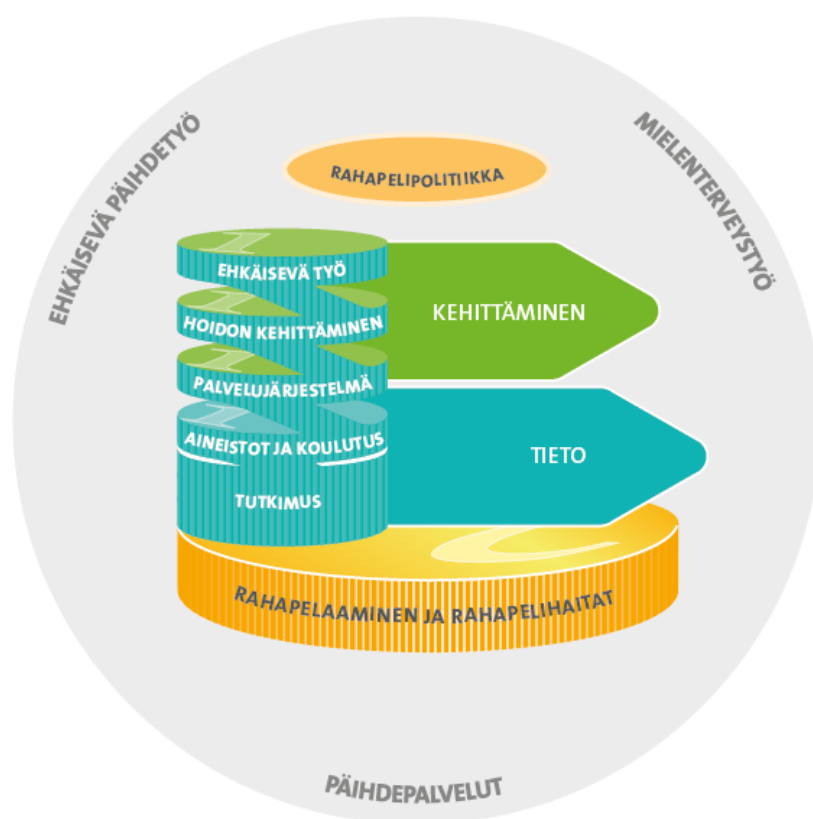 EHKÄISEVÄ PÄIHDETYÖ
MIELENTERVEYSTYÖ
RAHAPELIPOLITIIKKA
EHKÄISEVÄ TYÖ
HOIDON KEHITTÄMINEN
PALVELUJÄRJESTELMÄ
KEHITTÄMINEN
AINEISTOT JA KOULUTUS
TUTKIMUS
TIETO
RAHAPELAAMINEN JA RAHAPELIHAITAT
PÄIHDEPALVELUT